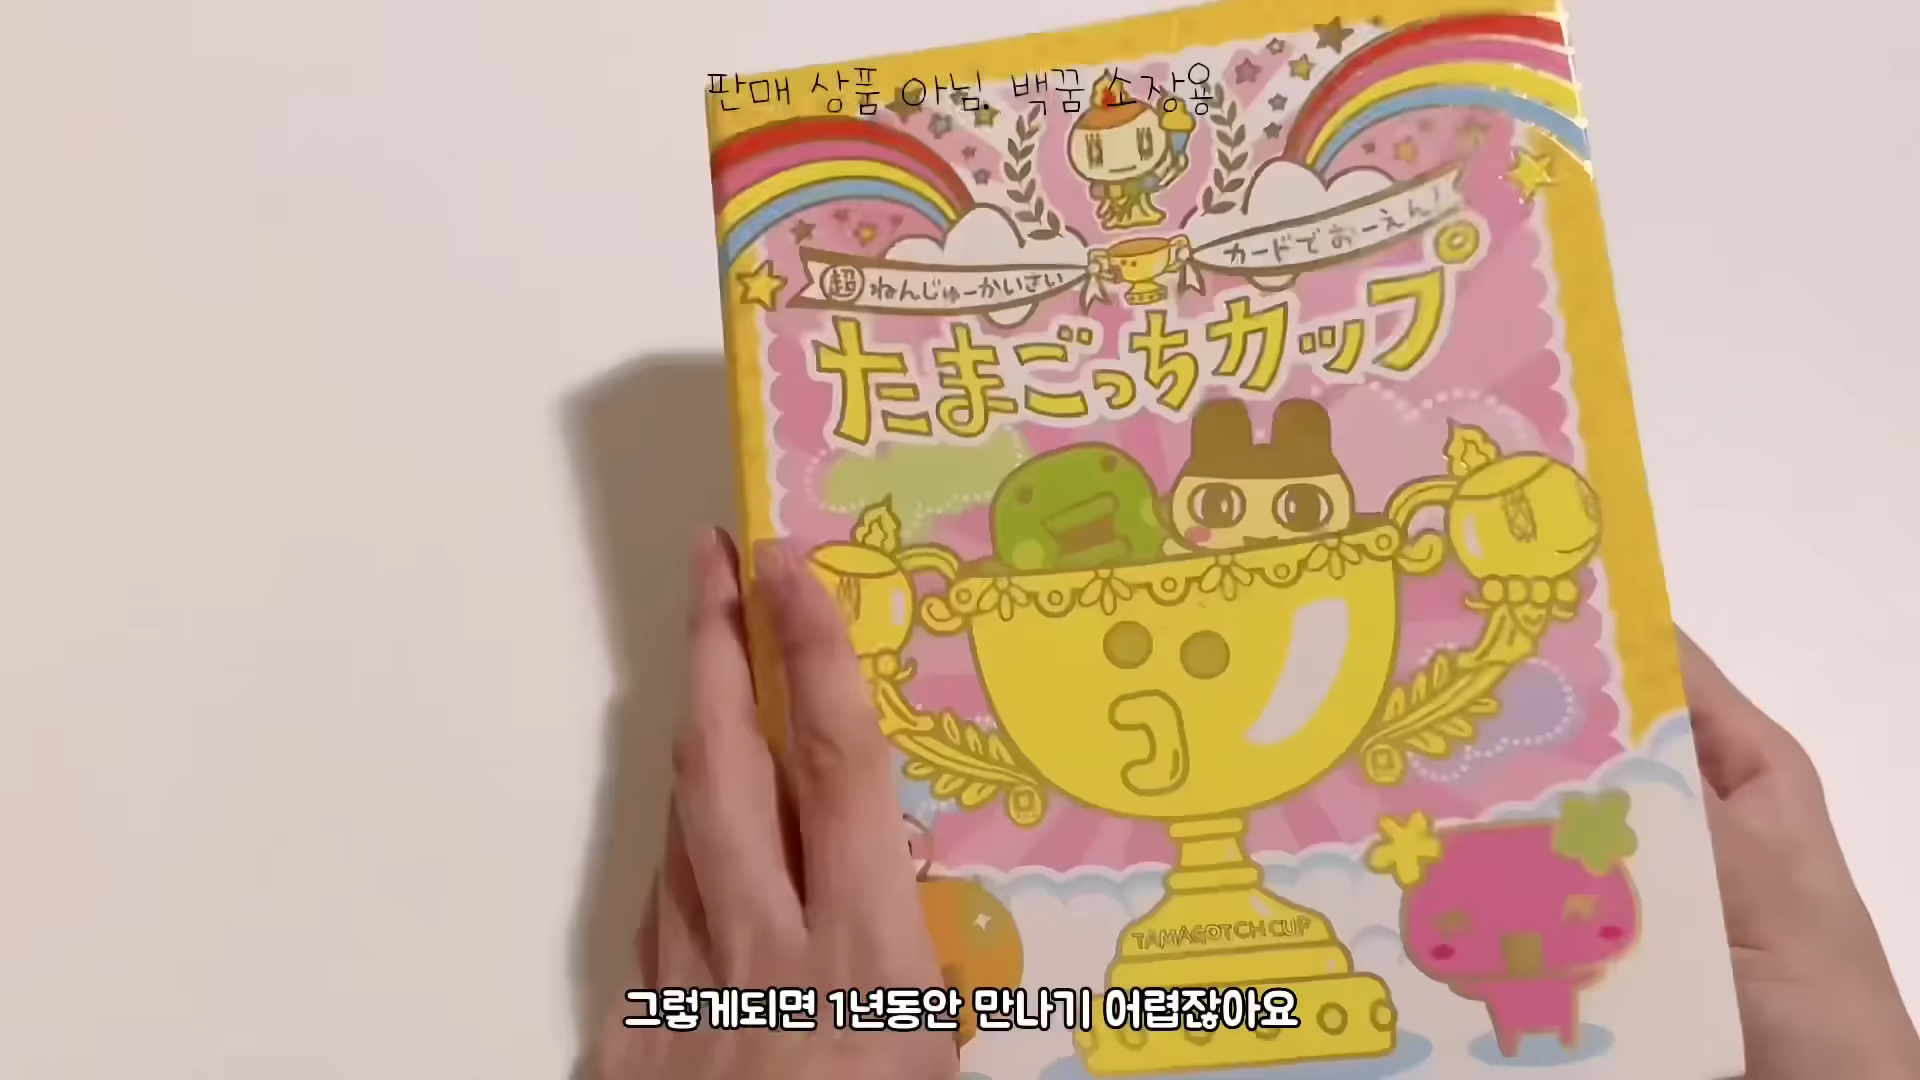 판매 상품 아님. 백꿈 소장용
超 ねんじゅーかいさい
カードでおーえん!
たまごっちカップ
TAMAGOTCH CUP
그렇게되면 1년동안 만나기 어렵잖아요